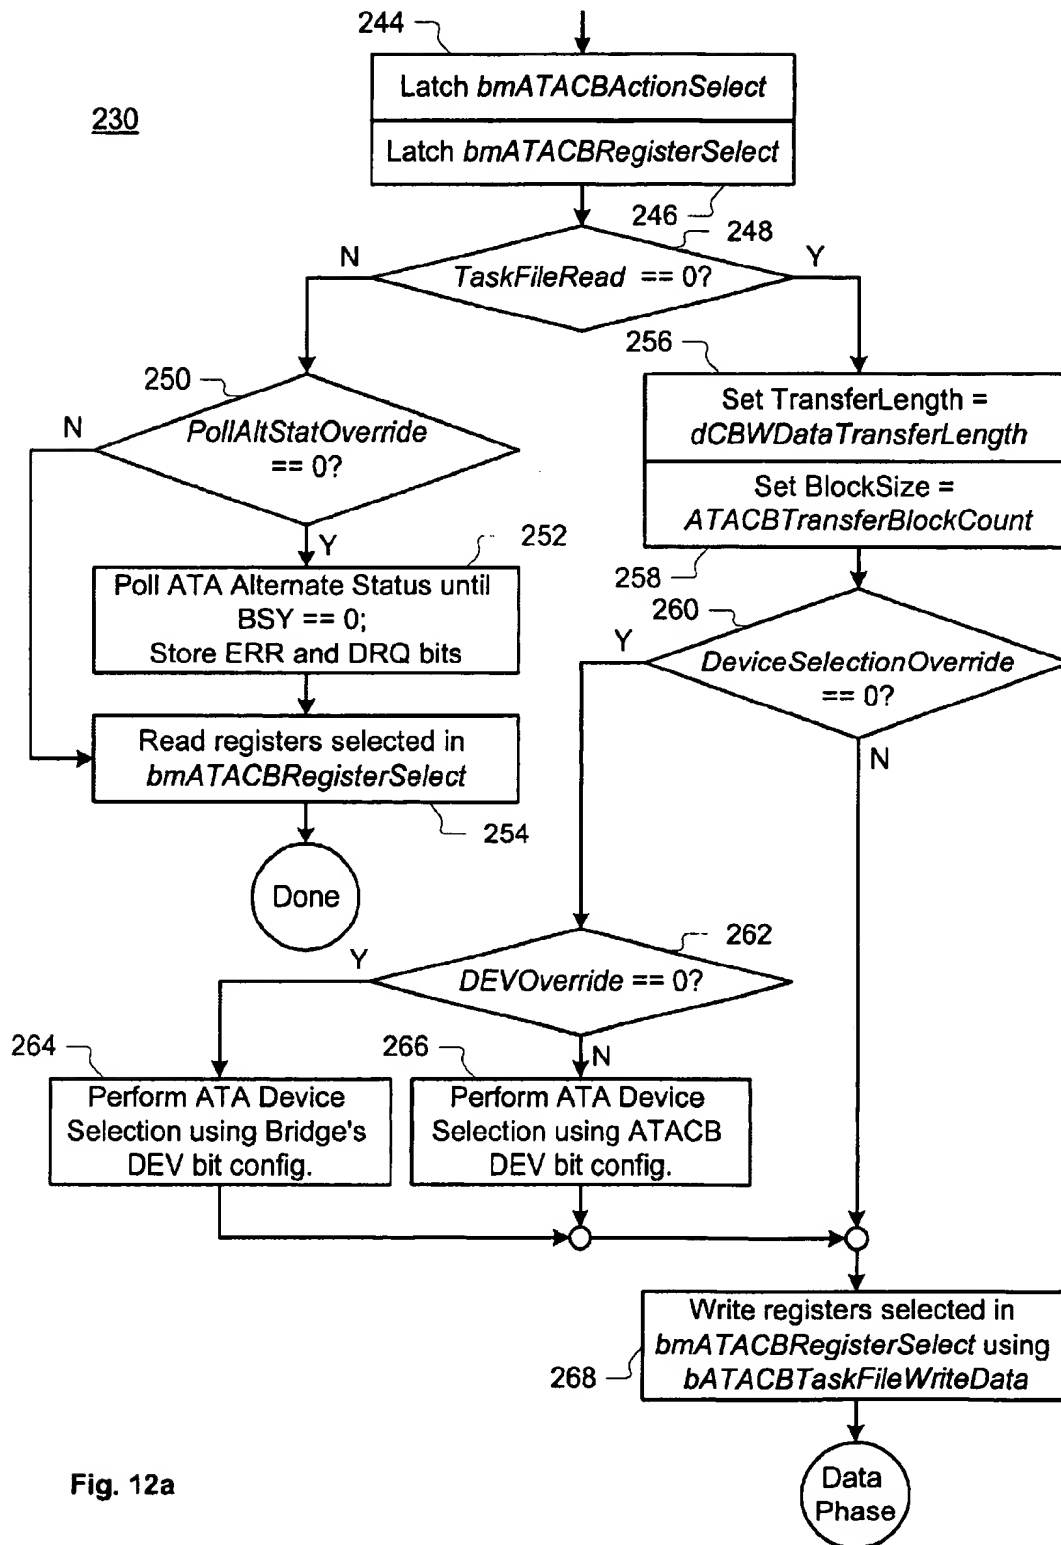 244
Latch bmATACBActionSelect
230
Latch bmATACBRegisterSelect
246
248
N
TaskFileRead == 0?
Y
256
250
Set TransferLength =
dCBWDataTransferLength
N
PollAltStatOverride
== 0?
Set BlockSize =
ATACBTransferBlockCount
Y
252
258
Poll ATA Alternate Status until
BSY == 0;
Store ERR and DRQ bits
260
Y
DeviceSelectionOverride
== 0?
Read registers selected in
bmATACBRegisterSelect
N
254
Done
262
Y
DEVOverride == 0?
264
266
N
Perform ATA Device
Selection using Bridge's
DEV bit config.
Perform ATA Device
Selection using ATACB
DEV bit config.
Write registers selected in
bmATACBRegisterSelect using
bATACBTaskFileWriteData
268
Data
Phase
Fig. 12a